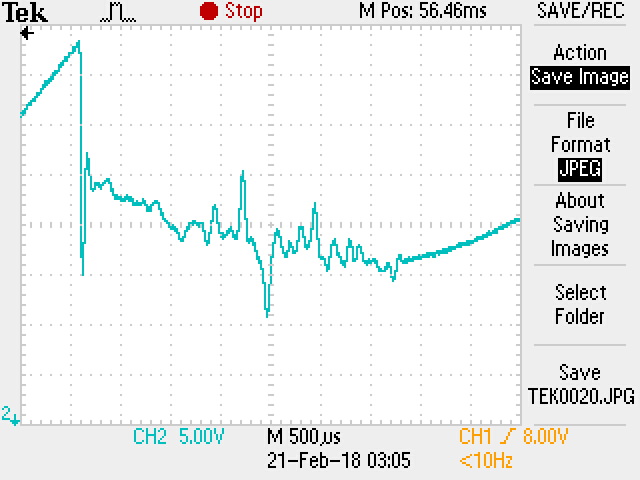 Tek Stop M Pos: 56.46ms SAVE/REC
Action
Save Image
File
Format
JPEG
About
Saving
Images
Select
Folder
Save
TEK0020.JPG
2
CH2 5.00V M 500µs CH1 8.00V
21-Feb-18 03:05 <10Hz